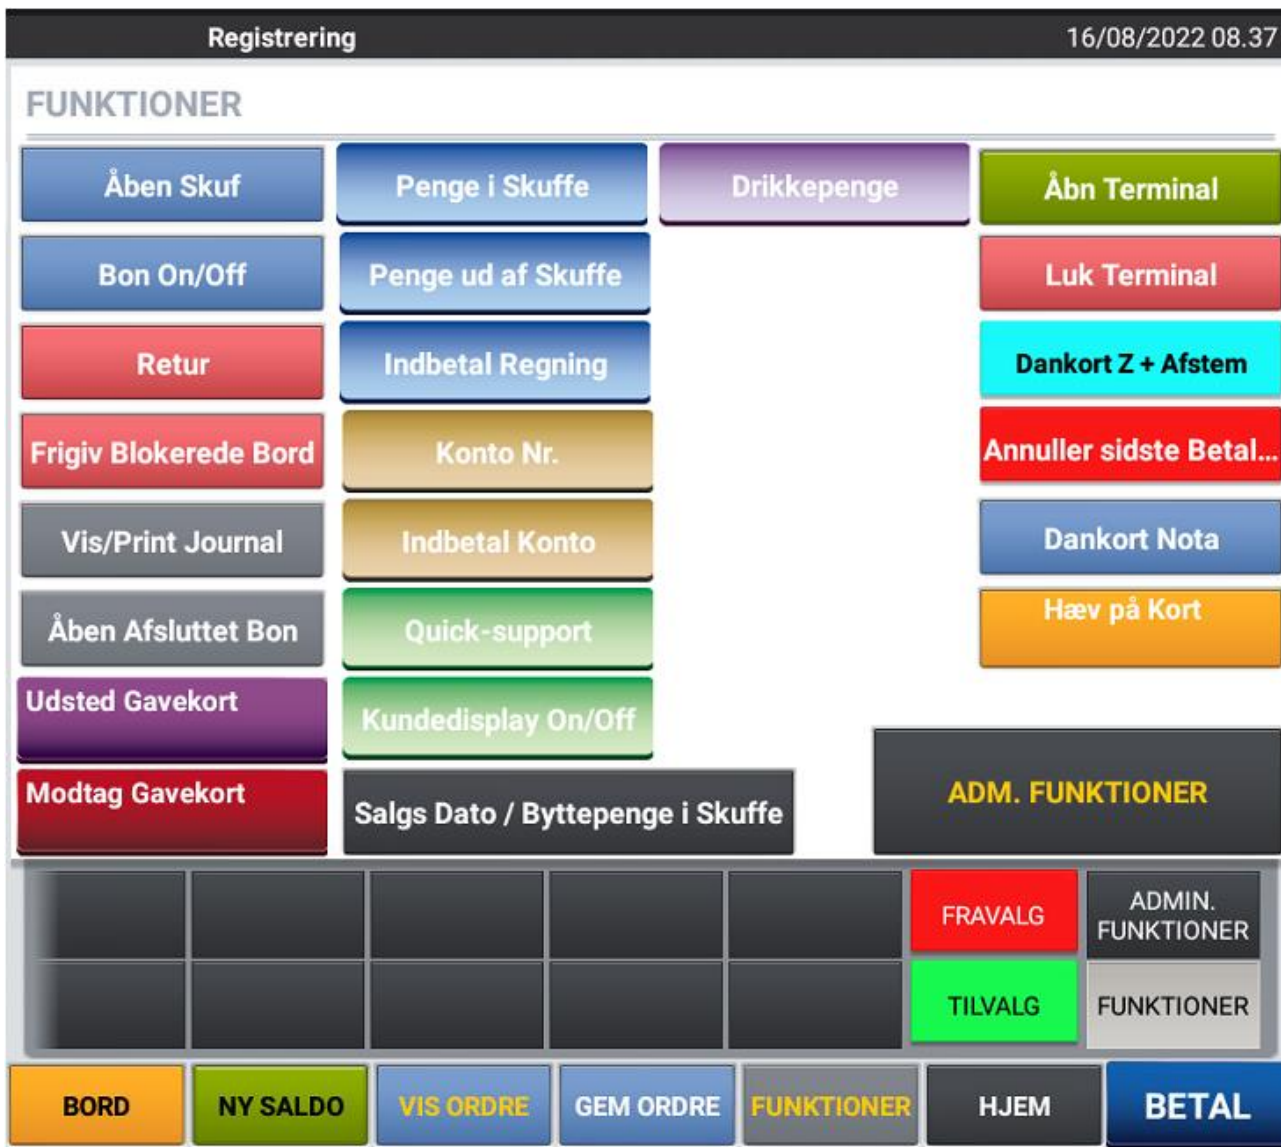 Registrering 16/08/2022 08.37
FUNKTIONER
Åben Skuf Penge i Skuffe Drikkepenge Åbn Terminal
Bon On/Off Penge ud af Skuffe Luk Terminal
Retur Indbetal Regning Dankort Z + Afstem
Frigiv Blokerede Bord Konto Nr. Annuller sidste Betal...
Vis/Print Journal Indbetal Konto Dankort Nota
Åben Afsluttet Bon Quick-support Hæv på Kort
Udsted Gavekort Kundedisplay On/Off
Modtag Gavekort Salgs Dato / Byttepenge i Skuffe ADM. FUNKTIONER
FRAVALG ADMIN.
FUNKTIONER
TILVALG FUNKTIONER
BORD NY SALDO VIS ORDRE GEM ORDRE FUNKTIONER HJEM BETAL